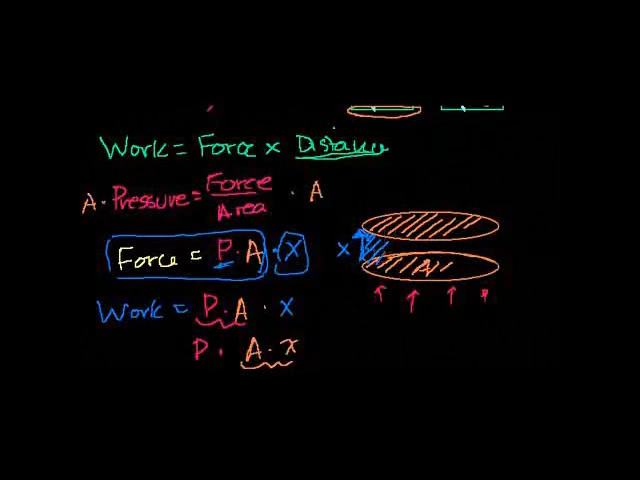 Work = Force × Distance
A · Pressure = Force/Area · A
Force = P · A · X
X
A
Work = P · A · X
P · A · x